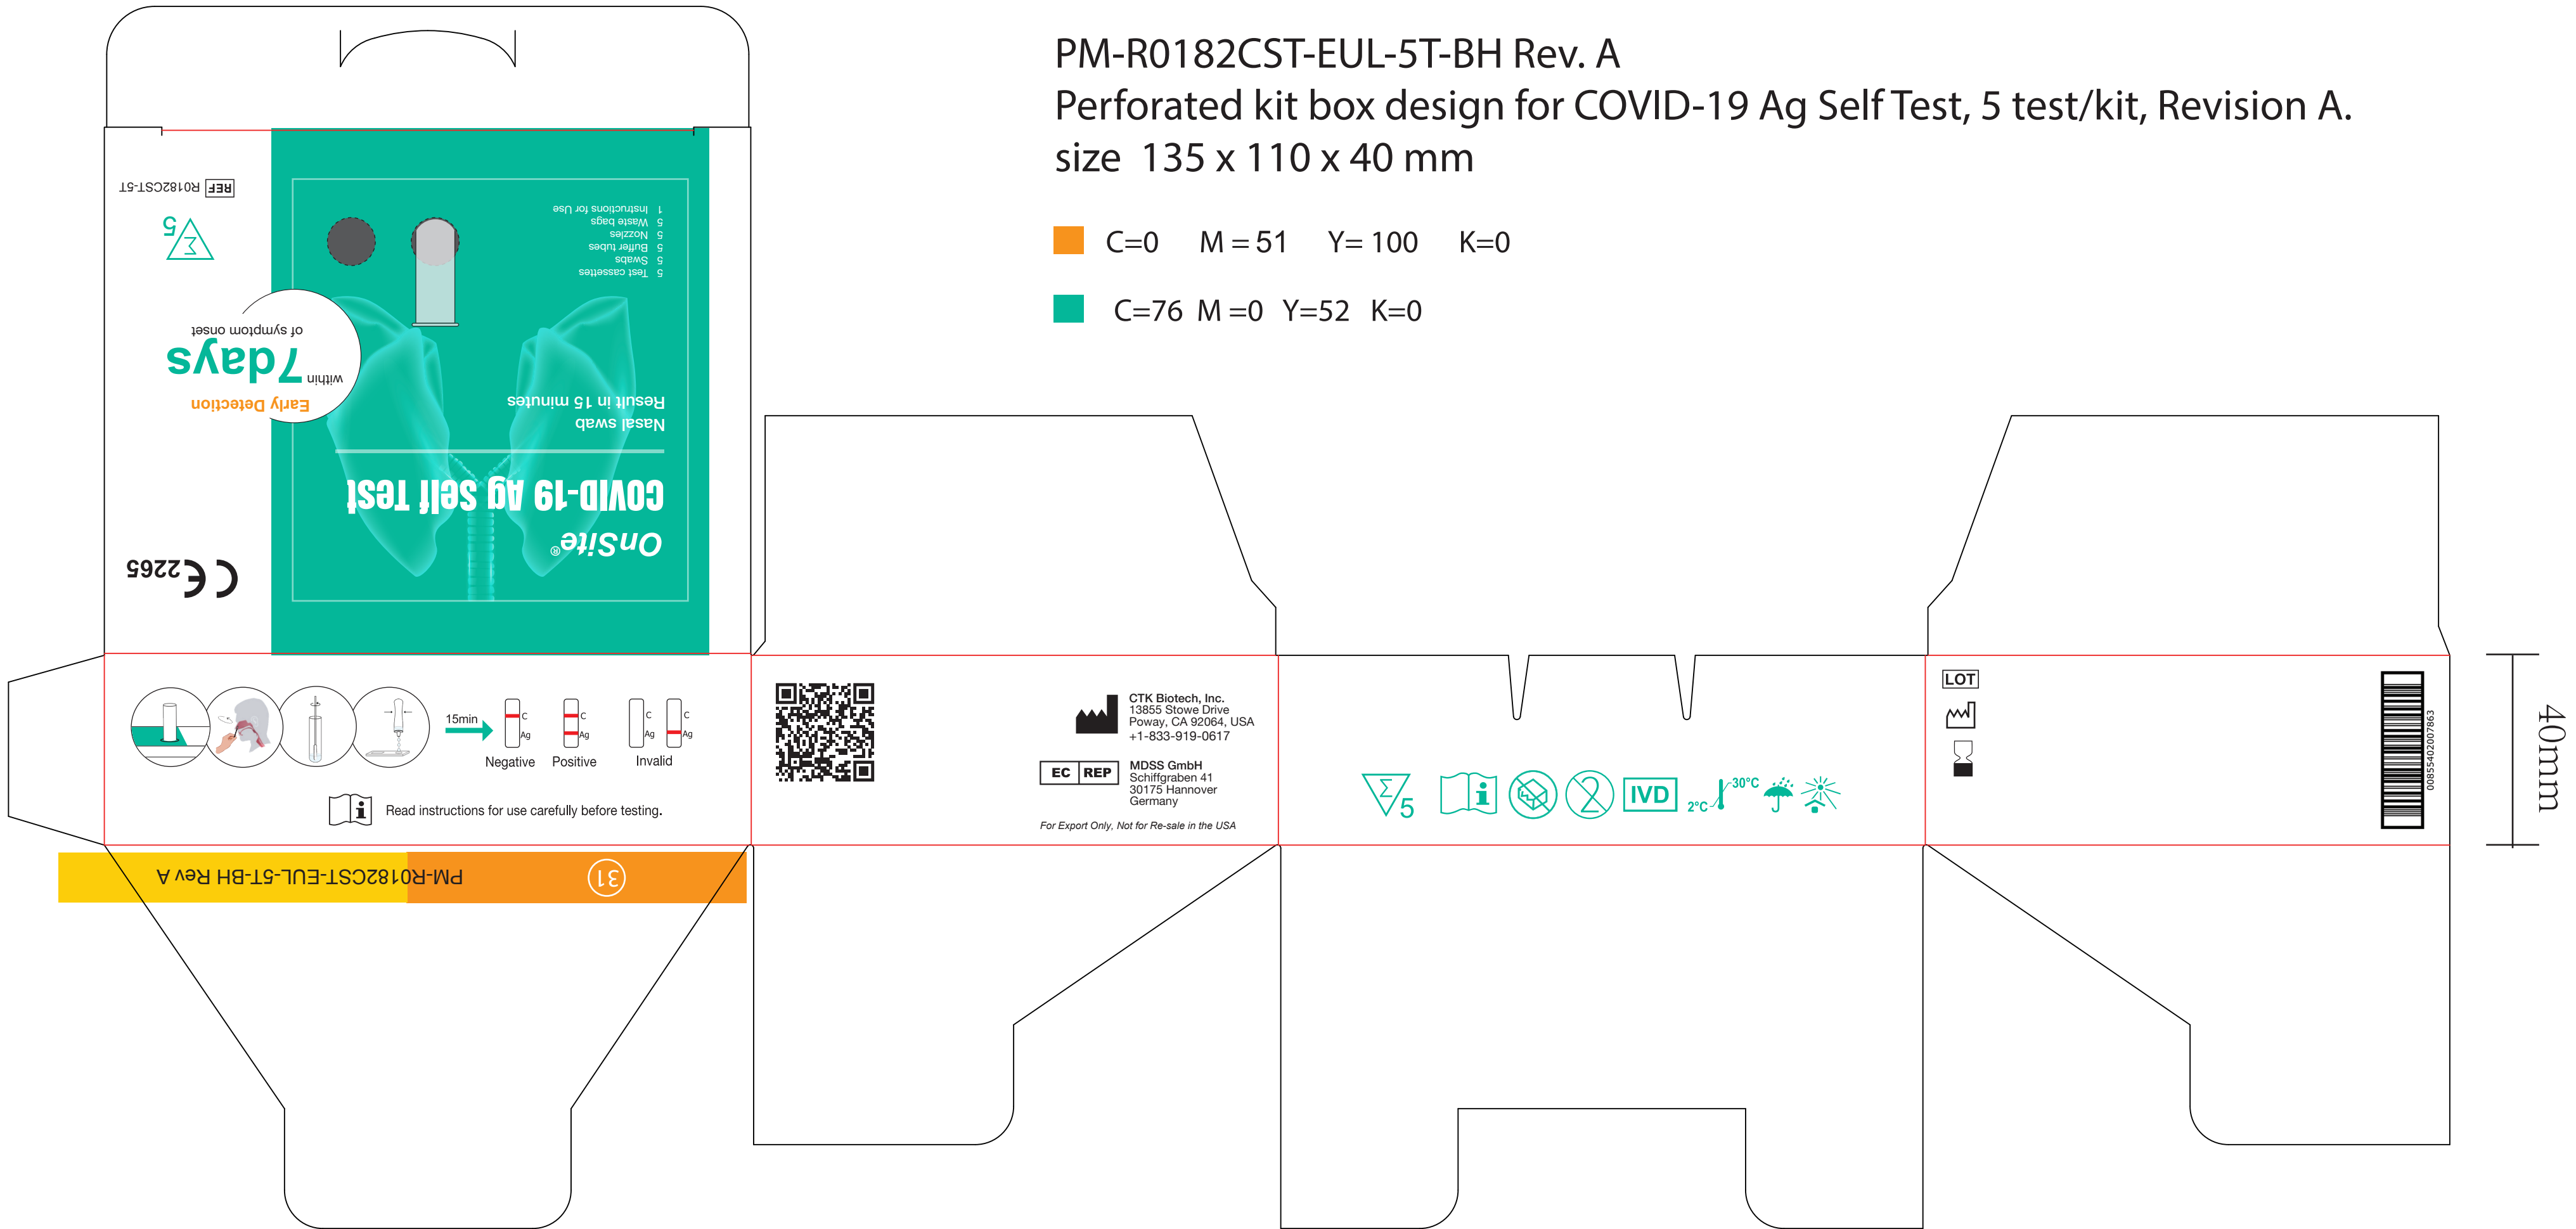 PM-R0182CST-EUL-5T-BH Rev. A
Perforated kit box design for COVID-19 Ag Self Test, 5 test/kit, Revision A.
size 135 x 110 x 40 mm
C=0 M = 51 Y= 100 K=0
C=76 M =0 Y=52 K=0
OnSite®
COVID-19 Ag Self Test
Nasal swab
Result in 15 minutes
5 Test cassettes
5 Swabs
5 Buffer tubes
5 Nozzles
5 Waste bags
1 Instructions for Use
CE 2265
Early Detection
within 7days
of symptom onset
Σ 5
REF R0182CST-5T
15min
C
Ag
Negative
C
Ag
Positive
C
Ag
C
Ag
Invalid
i Read instructions for use carefully before testing.
31 PM-R0182CST-EUL-5T-BH Rev A
CTK Biotech, Inc.
13855 Stowe Drive
Poway, CA 92064, USA
+1-833-919-0617
EC REP
MDSS GmbH
Schiffgraben 41
30175 Hannover
Germany
For Export Only, Not for Re-sale in the USA
Σ 5
i
2
IVD
2°C 30°C
LOT
00855402007863
40mm